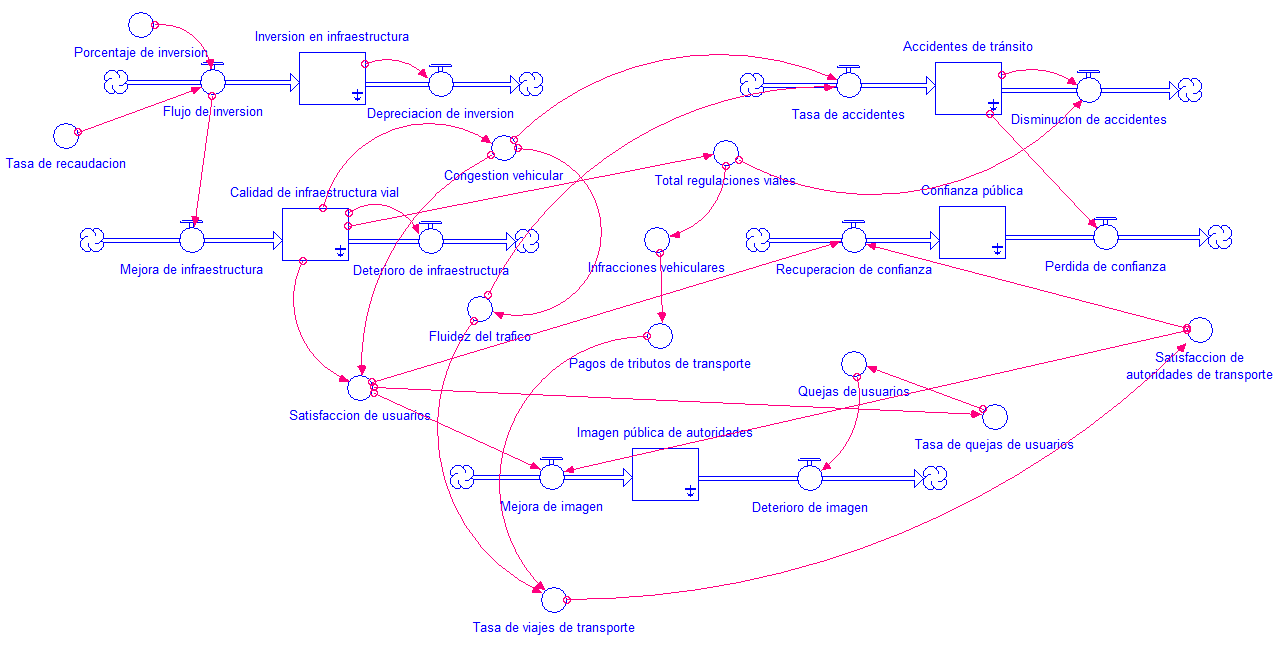 Inversion en infraestructura
Accidentes de tránsito
Porcentaje de inversion
Flujo de inversion
Depreciacion de inversion
Tasa de accidentes
Disminucion de accidentes
Tasa de recaudacion
Congestion vehicular
Total regulaciones viales
Calidad de infraestructura vial
Confianza pública
Mejora de infraestructura
Deterioro de infraestructura
Infracciones vehiculares
Recuperacion de confianza
Perdida de confianza
Fluidez del trafico
Pagos de tributos de transporte
Satisfaccion de
autoridades de transporte
Quejas de usuarios
Satisfaccion de usuarios
Imagen pública de autoridades
Tasa de quejas de usuarios
Mejora de imagen
Deterioro de imagen
Tasa de viajes de transporte